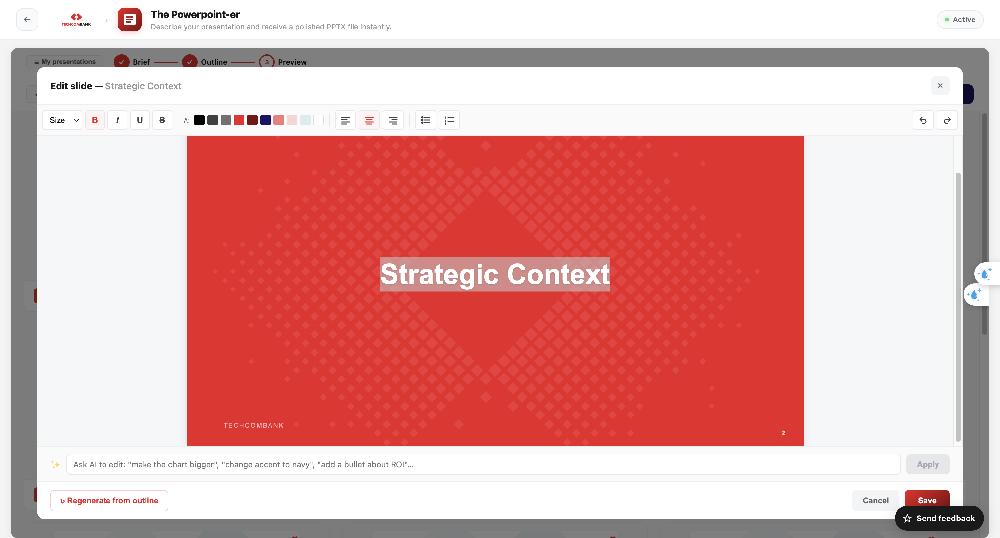 TECHCOMBANK
The Powerpoint-er
Describe your presentation and receive a polished PPTX file instantly.
Active
≡ My presentations
Brief
Outline
3 Preview
Edit slide — Strategic Context
×
Size
B
I
U
S
A:
Strategic Context
TECHCOMBANK
2
Ask AI to edit: "make the chart bigger", "change accent to navy", "add a bullet about ROI"...
Apply
↻ Regenerate from outline
Cancel
Save
Send feedback